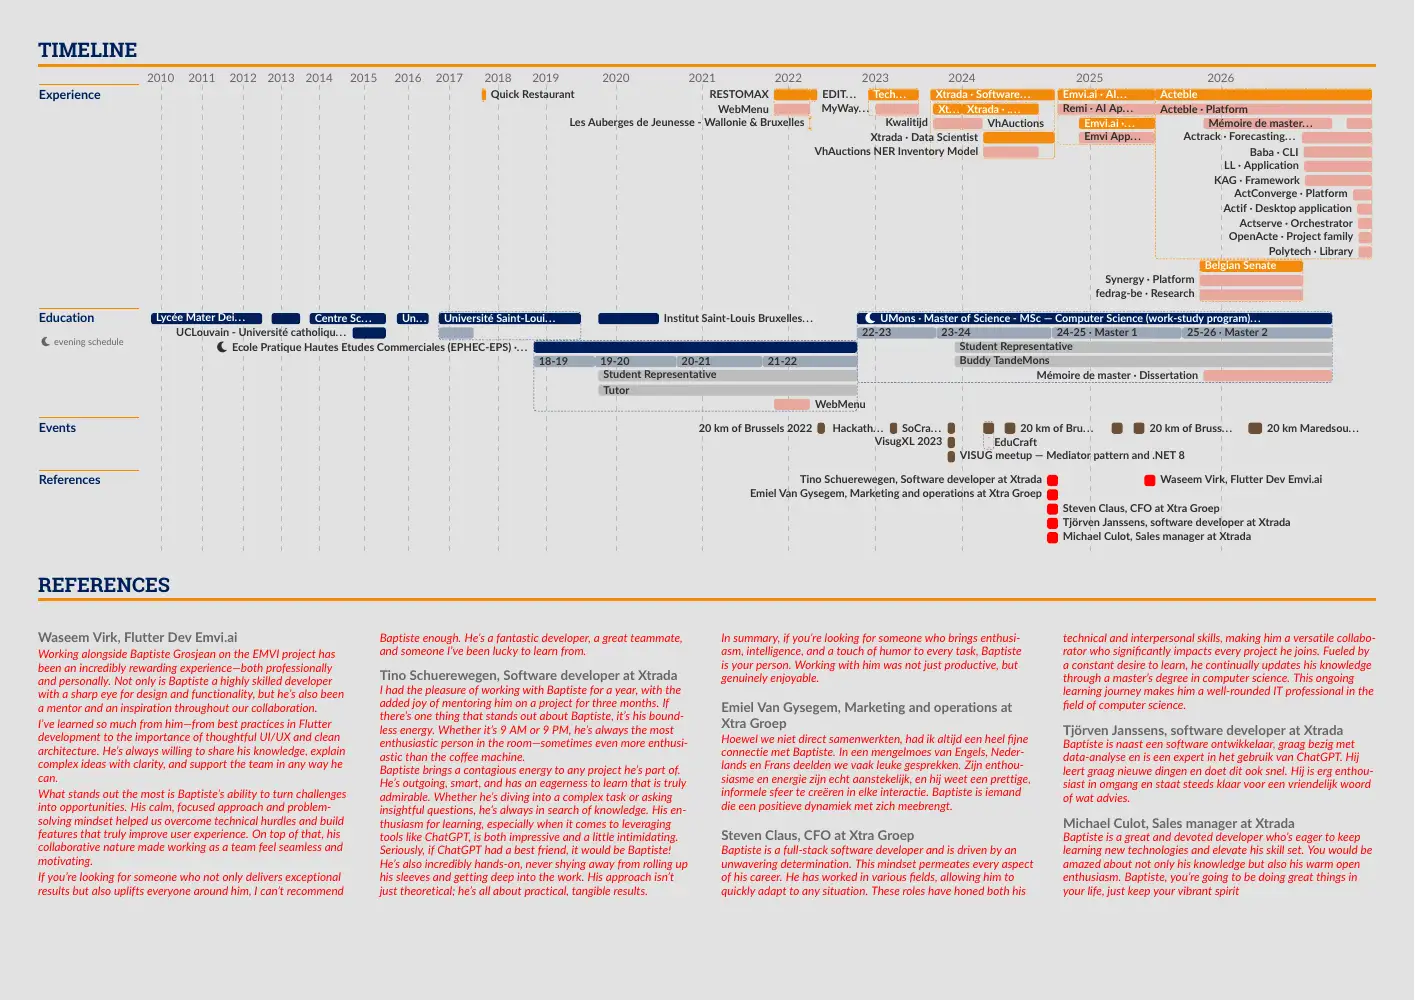 TIMELINE
2010 2011 2012 2013 2014 2015 2016 2017 2018 2019 2020 2021 2022 2023 2024 2025 2026
Experience
Quick Restaurant
RESTOMAX
EDIT…
Tech…
Xtrada · Software…
Emvi.ai · AI…
Acteble
WebMenu
MyWay…
Xt…
Xtrada · …
Remi · AI Ap…
Acteble · Platform
Les Auberges de Jeunesse - Wallonie & Bruxelles
Kwalitijd
VhAuctions
Emvi.ai ·…
Mémoire de master…
Xtrada · Data Scientist
Emvi App…
Actrack · Forecasting…
VhAuctions NER Inventory Model
Baba · CLI
LL · Application
KAG · Framework
ActConverge · Platform
Actif · Desktop application
Actserve · Orchestrator
OpenActe · Project family
Polytech · Library
Belgian Senate
Synergy · Platform
fedrag-be · Research
Education
Lycée Mater Dei…
Centre Sc…
Un…
Université Saint-Loui…
Institut Saint-Louis Bruxelles…
UMons · Master of Science - MSc — Computer Science (work-study program)…
UCLouvain - Université catholiqu…
22-23
23-24
24-25 · Master 1
25-26 · Master 2
evening schedule
Ecole Pratique Hautes Etudes Commerciales (EPHEC-EPS) ·…
Student Representative
18-19
19-20
20-21
21-22
Buddy TandeMons
Student Representative
Mémoire de master · Dissertation
Tutor
WebMenu
Events
20 km of Brussels 2022
Hackath…
SoCra…
20 km of Bru…
20 km of Bruss…
20 km Maredsou…
VisugXL 2023
EduCraft
VISUG meetup — Mediator pattern and .NET 8
References
Tino Schuerewegen, Software developer at Xtrada
Waseem Virk, Flutter Dev Emvi.ai
Emiel Van Gysegem, Marketing and operations at Xtra Groep
Steven Claus, CFO at Xtra Groep
Tjörven Janssens, software developer at Xtrada
Michael Culot, Sales manager at Xtrada
REFERENCES
Waseem Virk, Flutter Dev Emvi.ai
Working alongside Baptiste Grosjean on the EMVI project has
been an incredibly rewarding experience—both professionally
and personally. Not only is Baptiste a highly skilled developer
with a sharp eye for design and functionality, but he's also been
a mentor and an inspiration throughout our collaboration.
I've learned so much from him—from best practices in Flutter
development to the importance of thoughtful UI/UX and clean
architecture. He's always willing to share his knowledge, explain
complex ideas with clarity, and support the team in any way he
can.
What stands out the most is Baptiste's ability to turn challenges
into opportunities. His calm, focused approach and problem-
solving mindset helped us overcome technical hurdles and build
features that truly improve user experience. On top of that, his
collaborative nature made working as a team feel seamless and
motivating.
If you're looking for someone who not only delivers exceptional
results but also uplifts everyone around him, I can't recommend
Baptiste enough. He's a fantastic developer, a great teammate,
and someone I've been lucky to learn from.
Tino Schuerewegen, Software developer at Xtrada
I had the pleasure of working with Baptiste for a year, with the
added joy of mentoring him on a project for three months. If
there's one thing that stands out about Baptiste, it's his bound-
less energy. Whether it's 9 AM or 9 PM, he's always the most
enthusiastic person in the room—sometimes even more enthusi-
astic than the coffee machine.
Baptiste brings a contagious energy to any project he's part of.
He's outgoing, smart, and has an eagerness to learn that is truly
admirable. Whether he's diving into a complex task or asking
insightful questions, he's always in search of knowledge. His en-
thusiasm for learning, especially when it comes to leveraging
tools like ChatGPT, is both impressive and a little intimidating.
Seriously, if ChatGPT had a best friend, it would be Baptiste!
He's also incredibly hands-on, never shying away from rolling up
his sleeves and getting deep into the work. His approach isn't
just theoretical; he's all about practical, tangible results.
In summary, if you're looking for someone who brings enthusi-
asm, intelligence, and a touch of humor to every task, Baptiste
is your person. Working with him was not just productive, but
genuinely enjoyable.
Emiel Van Gysegem, Marketing and operations at
Xtra Groep
Hoewel we niet direct samenwerkten, had ik altijd een heel fijne
connectie met Baptiste. In een mengelmoes van Engels, Neder-
lands en Frans deelden we vaak leuke gesprekken. Zijn enthou-
siasme en energie zijn echt aanstekelijk, en hij weet een prettige,
informele sfeer te creëren in elke interactie. Baptiste is iemand
die een positieve dynamiek met zich meebrengt.
Steven Claus, CFO at Xtra Groep
Baptiste is a full-stack software developer and is driven by an
unwavering determination. This mindset permeates every aspect
of his career. He has worked in various fields, allowing him to
quickly adapt to any situation. These roles have honed both his
technical and interpersonal skills, making him a versatile collabo-
rator who significantly impacts every project he joins. Fueled by
a constant desire to learn, he continually updates his knowledge
through a master's degree in computer science. This ongoing
learning journey makes him a well-rounded IT professional in the
field of computer science.
Tjörven Janssens, software developer at Xtrada
Baptiste is naast een software ontwikkelaar, graag bezig met
data-analyse en is een expert in het gebruik van ChatGPT. Hij
leert graag nieuwe dingen en doet dit ook snel. Hij is erg enthou-
siast in omgang en staat steeds klaar voor een vriendelijk woord
of wat advies.
Michael Culot, Sales manager at Xtrada
Baptiste is a great and devoted developer who's eager to keep
learning new technologies and elevate his skill set. You would be
amazed about not only his knowledge but also his warm open
enthusiasm. Baptiste, you're going to be doing great things in
your life, just keep your vibrant spirit